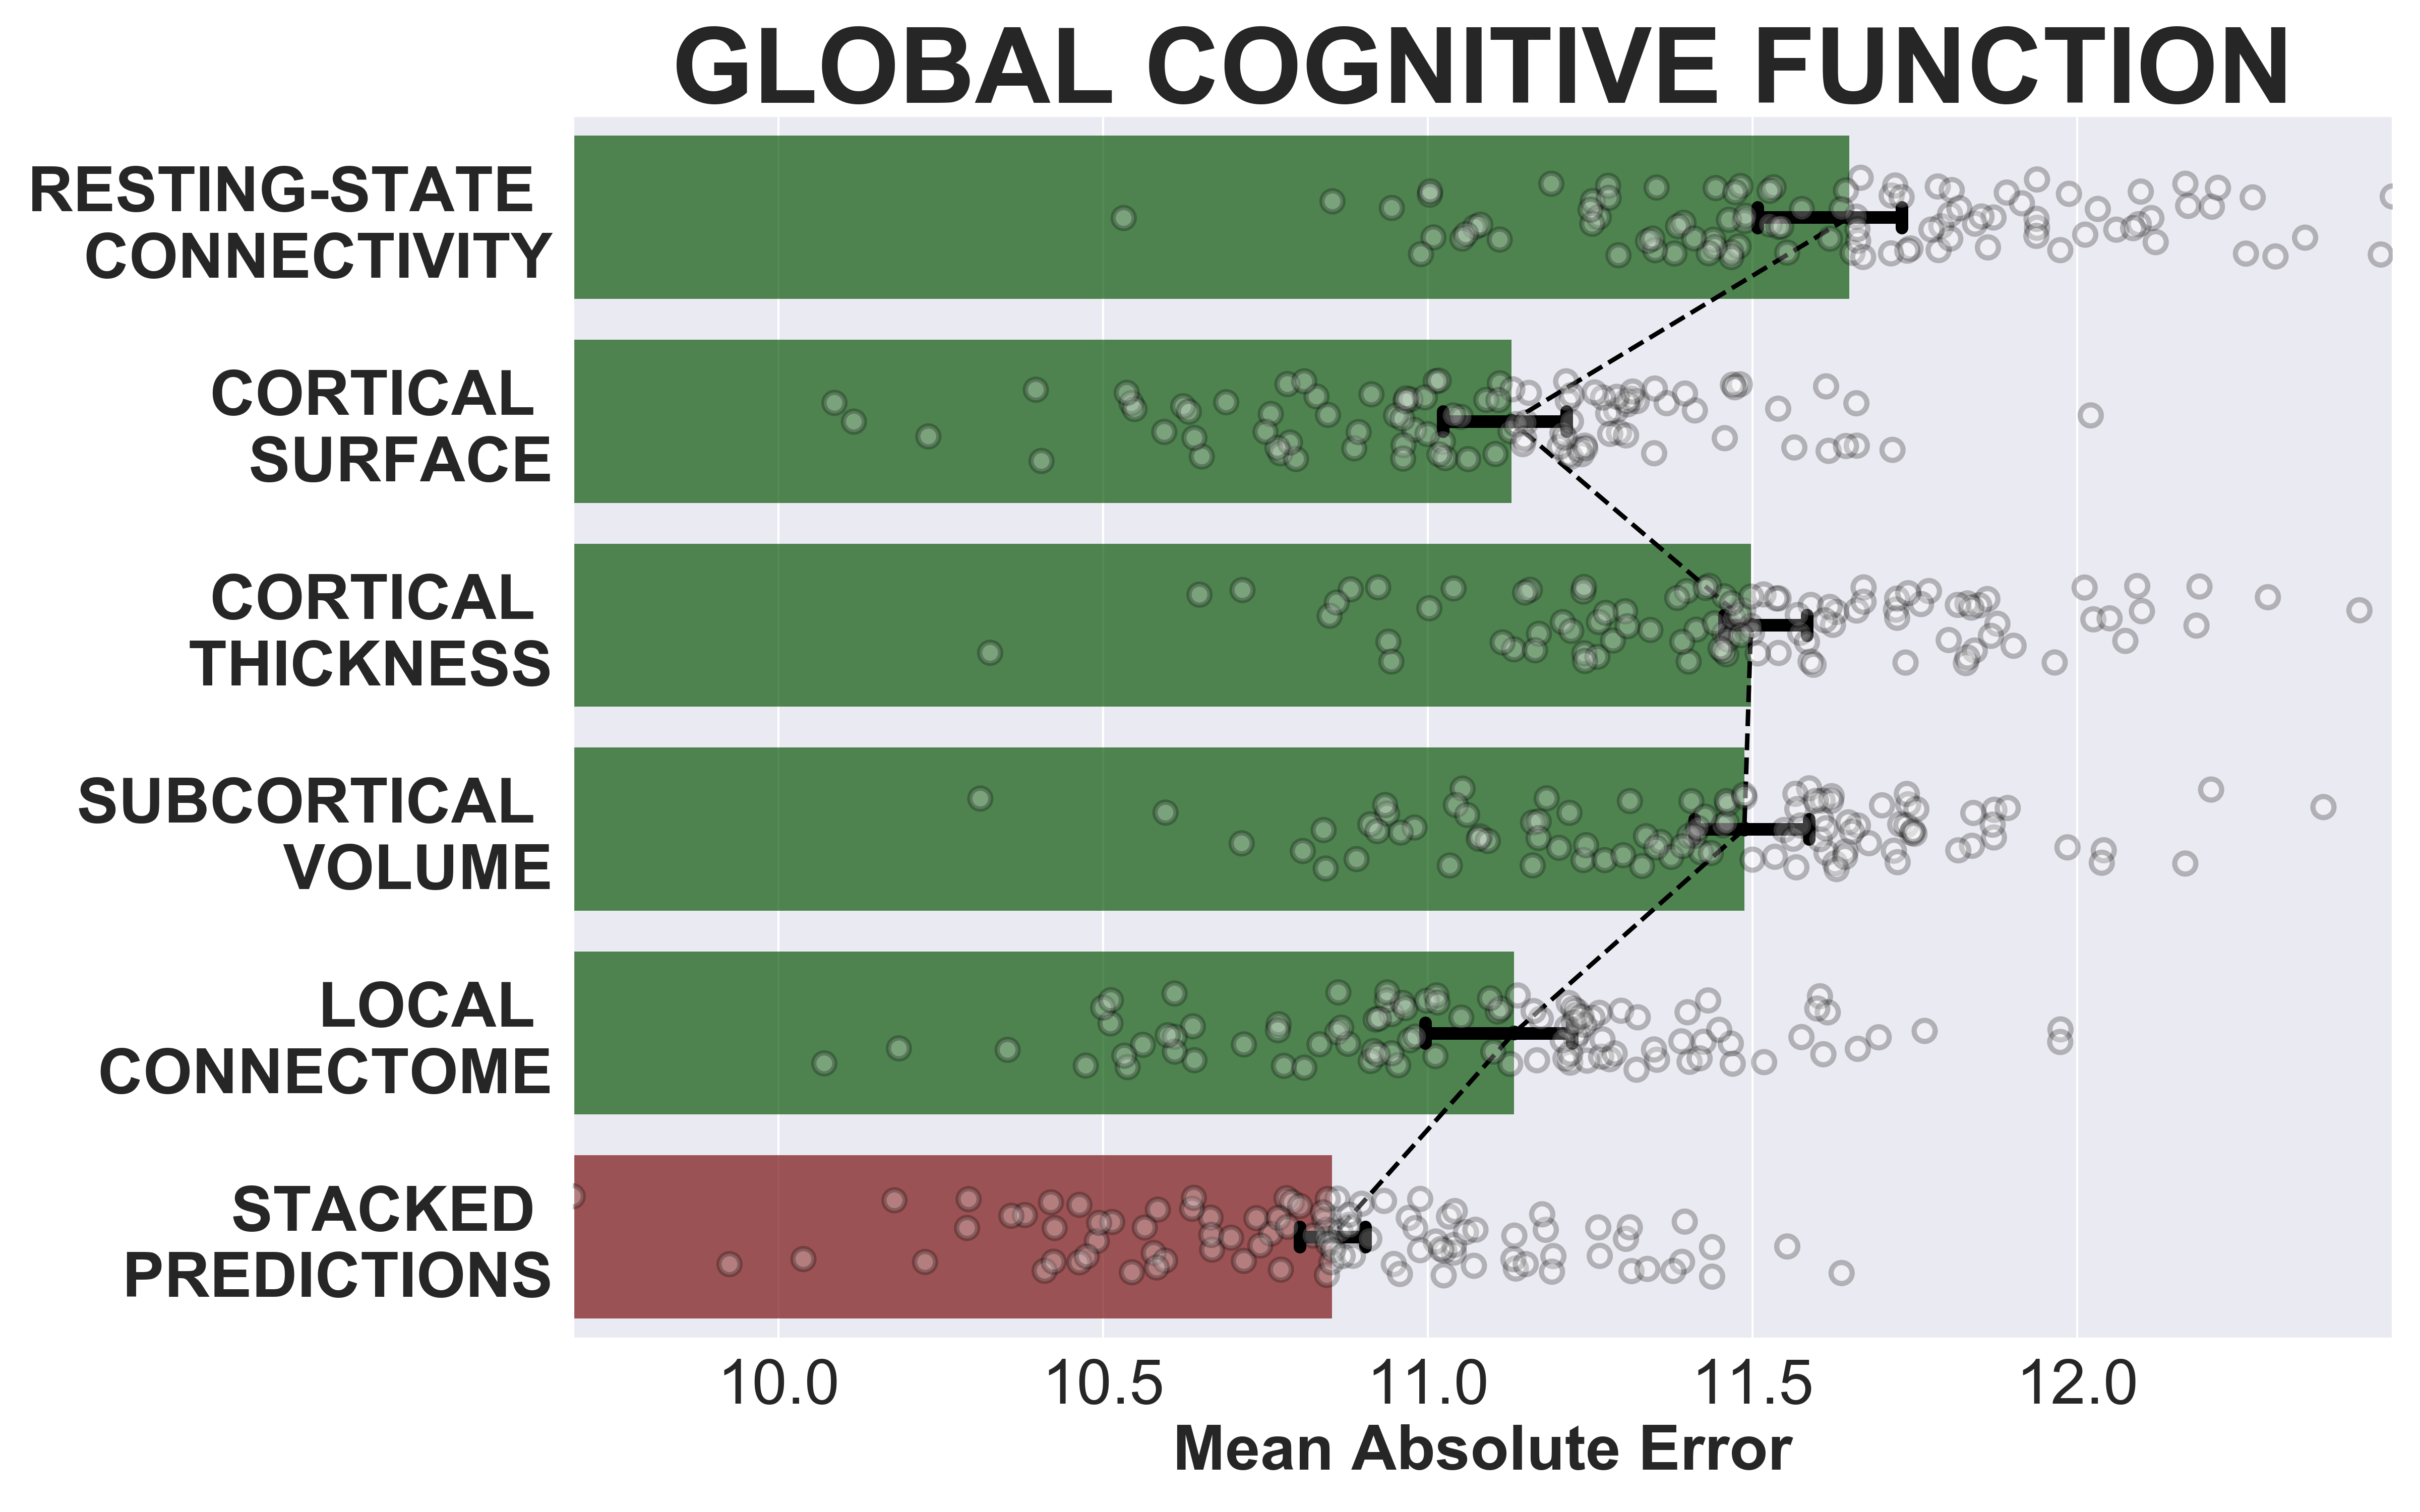 GLOBAL COGNITIVE FUNCTION
RESTING-STATE
CONNECTIVITY
CORTICAL
SURFACE
CORTICAL
THICKNESS
SUBCORTICAL
VOLUME
LOCAL
CONNECTOME
STACKED
PREDICTIONS
10.0 10.5 11.0 11.5 12.0
Mean Absolute Error